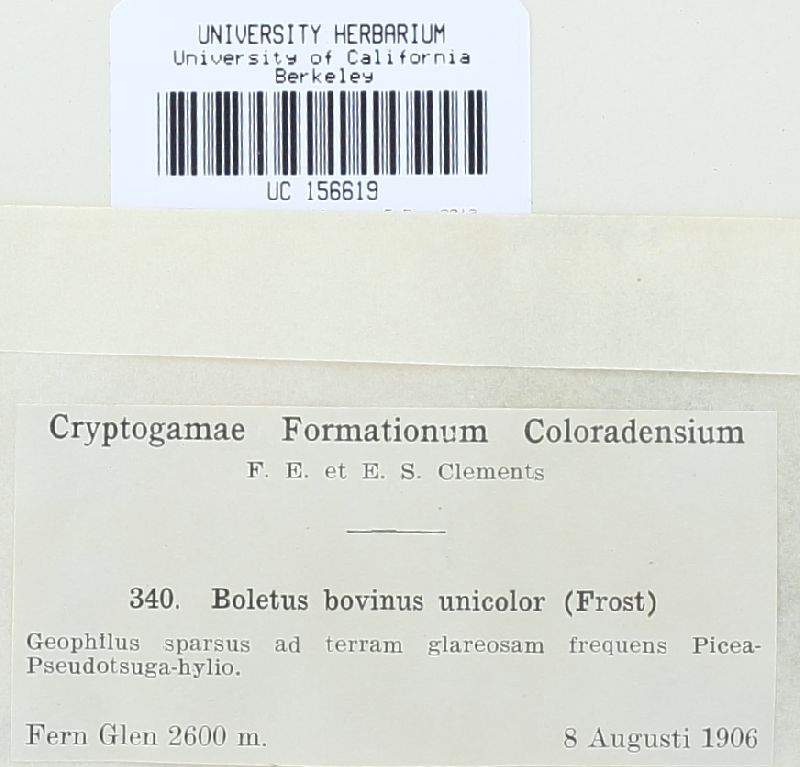 UNIVERSITY HERBARIUM
University of California
Berkeley
UC 156619
Cryptogamae Formationum Coloradensium
F. E. et E. S. Clements
340. Boletus bovinus unicolor (Frost)
Geophilus sparsus ad terram glareosam frequens Picea-
Pseudotsuga-hylio.
Fern Glen 2600 m. 8 Augusti 1906